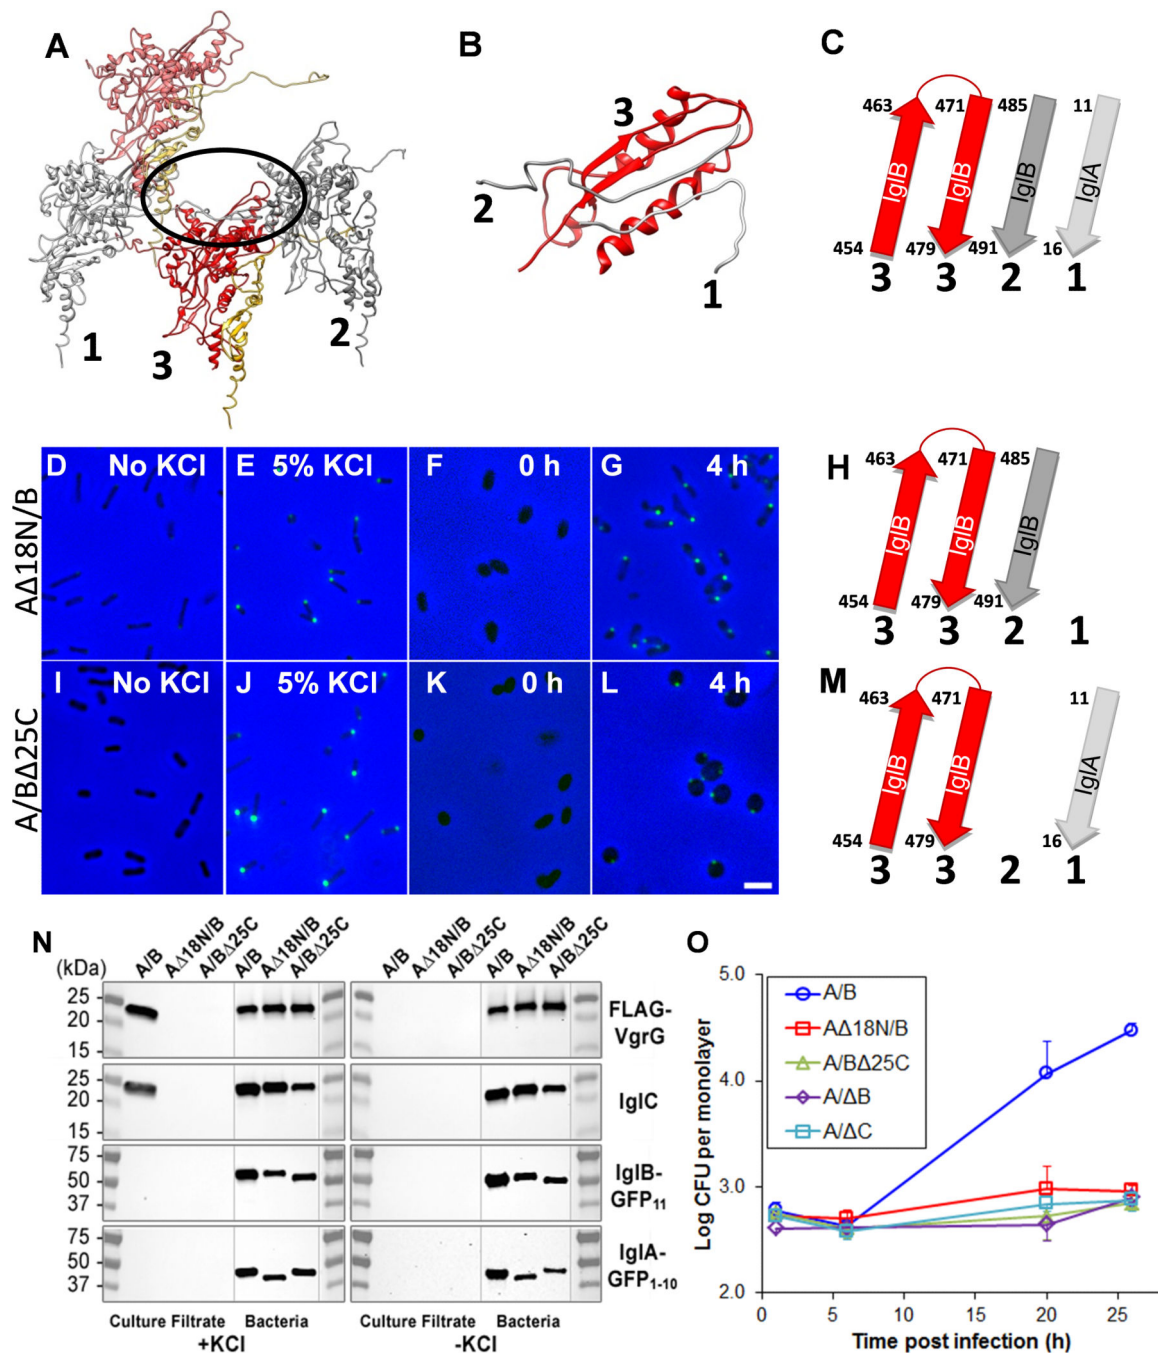 A
1
3
2
B
3
2
1
C
463
471
485
11
IglB
IglB
IglB
IglA
454
479
491
16
3
3
2
1
AΔ18N/B
D No KCl
E 5% KCl
F 0 h
G 4 h
H
463
471
485
IglB
IglB
IglB
454
479
491
3
3
2
1
A/BΔ25C
I No KCl
J 5% KCl
K 0 h
L 4 h
M
463
471
11
IglB
IglB
IglA
454
479
16
3
3
2
1
N
(kDa)
A/B
AΔ18N/B
A/BΔ25C
A/B
AΔ18N/B
A/BΔ25C
A/B
AΔ18N/B
A/BΔ25C
A/B
AΔ18N/B
A/BΔ25C
25
20
15
FLAG-
VgrG
25
20
15
IglC
75
50
37
IglB-
GFP11
75
50
37
IglA-
GFP1-10
Culture Filtrate Bacteria
+KCl
Culture Filtrate Bacteria
-KCl
O
Log CFU per monolayer
5.0
4.0
3.0
2.0
A/B
AΔ18N/B
A/BΔ25C
A/ΔB
A/ΔC
0 5 10 15 20 25
Time post infection (h)